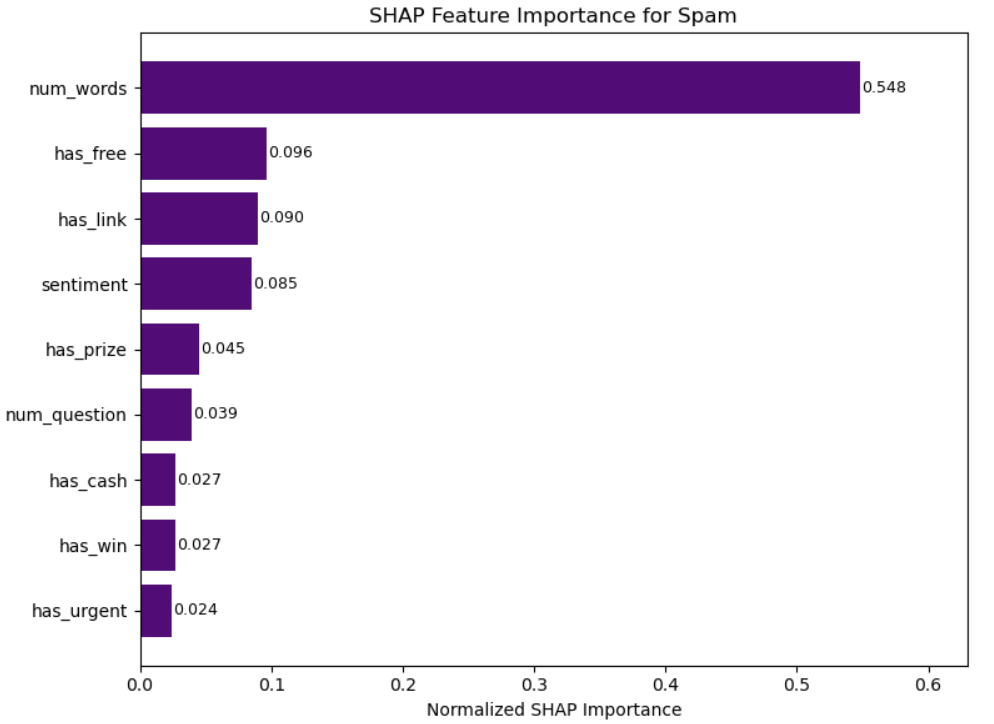 SHAP Feature Importance for Spam
num_words 0.548
has_free 0.096
has_link 0.090
sentiment 0.085
has_prize 0.045
num_question 0.039
has_cash 0.027
has_win 0.027
has_urgent 0.024
0.0 0.1 0.2 0.3 0.4 0.5 0.6
Normalized SHAP Importance